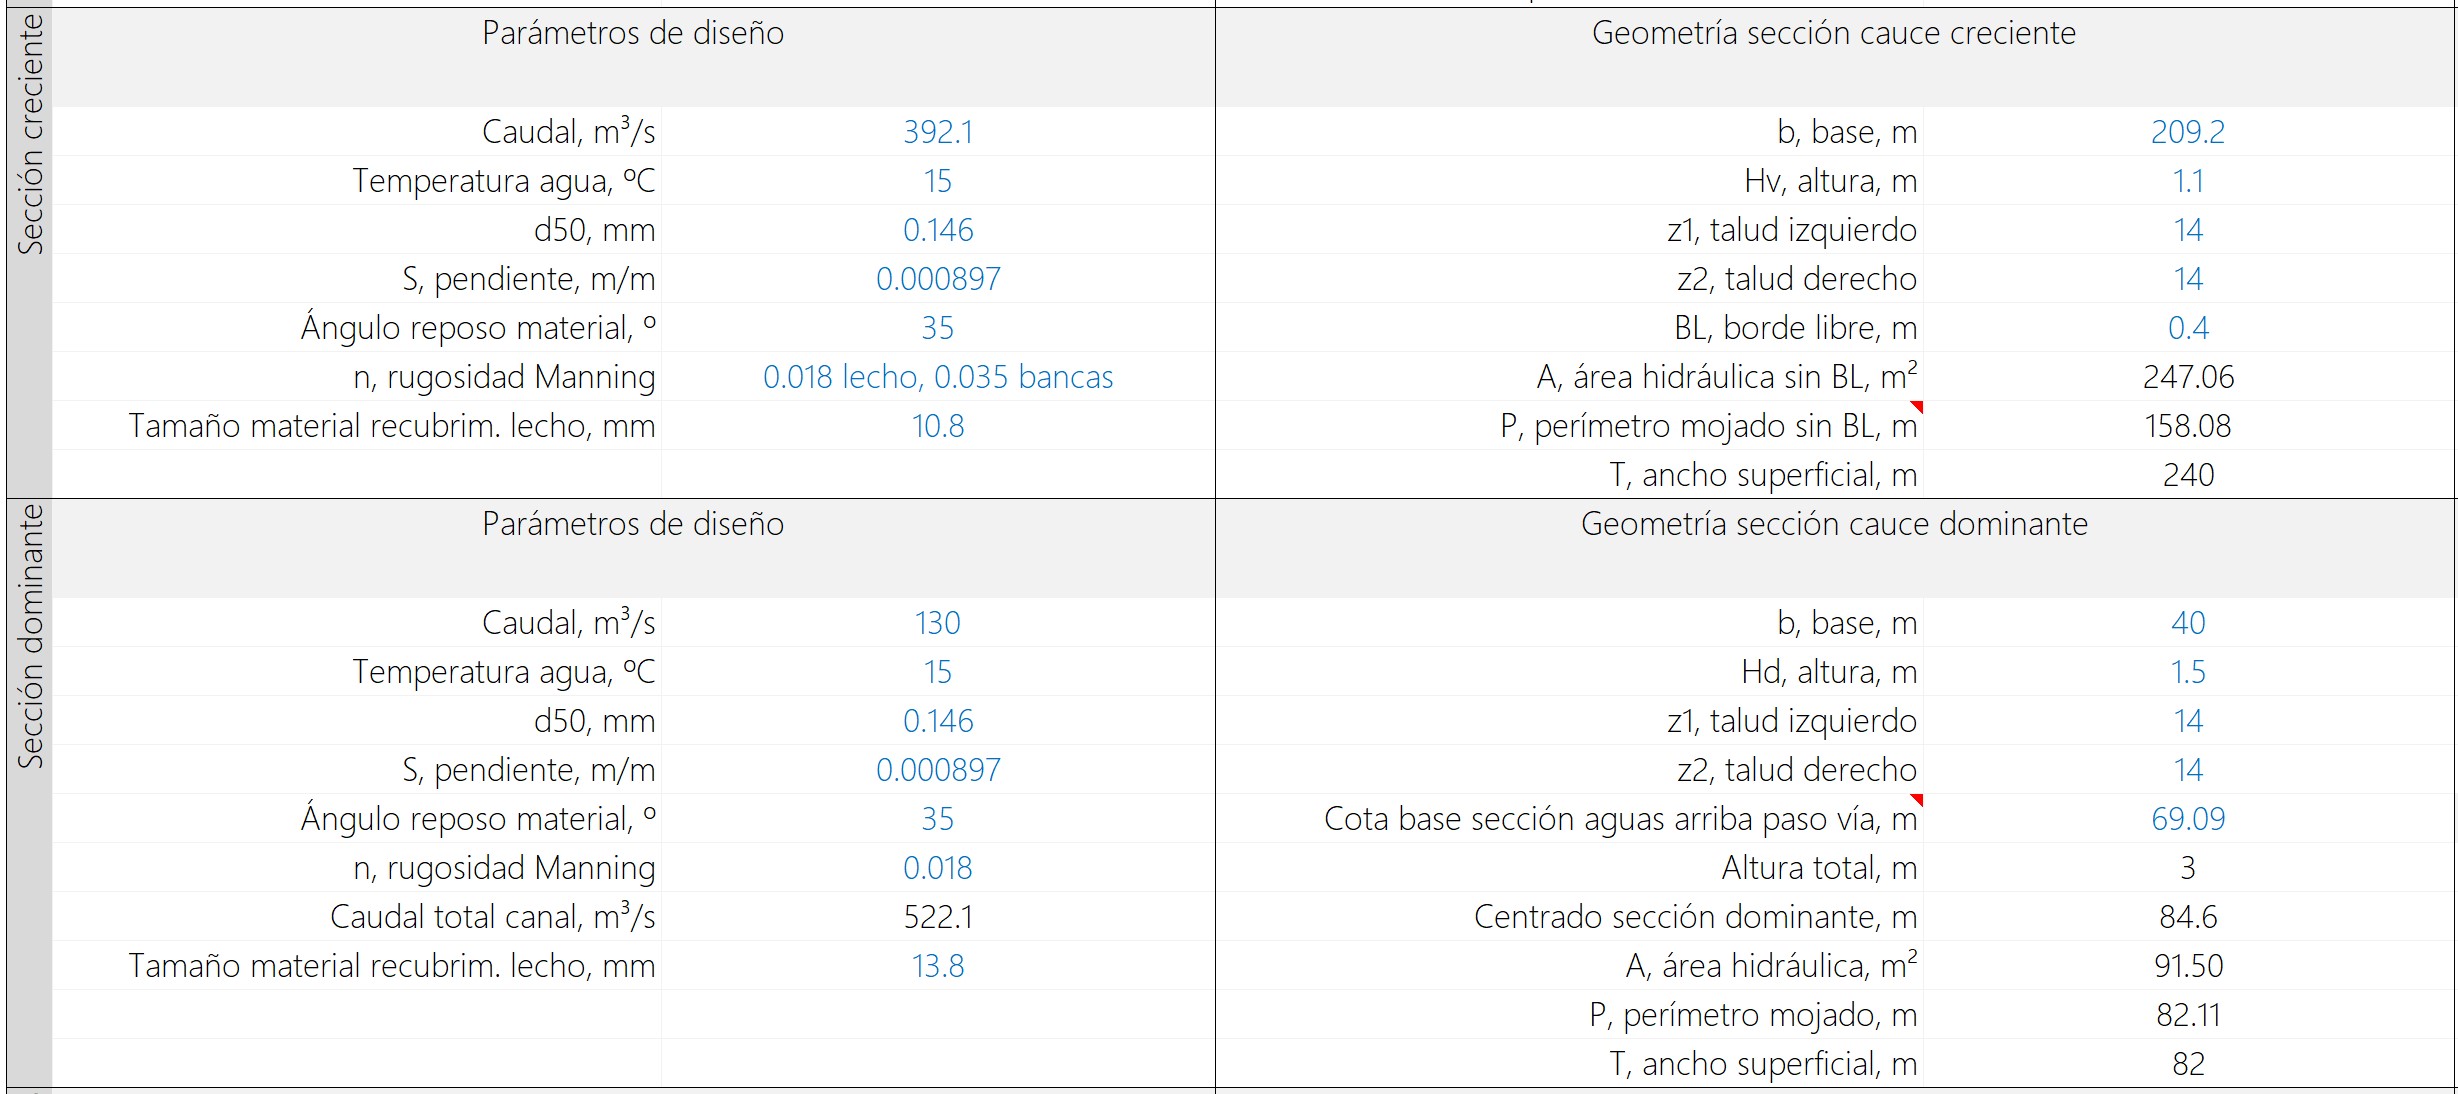 Sección creciente
Parámetros de diseño
Geometría sección cauce creciente
Caudal, m³/s 392.1 b, base, m 209.2
Temperatura agua, ºC 15 Hv, altura, m 1.1
d50, mm 0.146 z1, talud izquierdo 14
S, pendiente, m/m 0.000897 z2, talud derecho 14
Ángulo reposo material, º 35 BL, borde libre, m 0.4
n, rugosidad Manning 0.018 lecho, 0.035 bancas A, área hidráulica sin BL, m² 247.06
Tamaño material recubrim. lecho, mm 10.8 P, perímetro mojado sin BL, m 158.08
T, ancho superficial, m 240
Sección dominante
Parámetros de diseño
Geometría sección cauce dominante
Caudal, m³/s 130 b, base, m 40
Temperatura agua, ºC 15 Hd, altura, m 1.5
d50, mm 0.146 z1, talud izquierdo 14
S, pendiente, m/m 0.000897 z2, talud derecho 14
Ángulo reposo material, º 35 Cota base sección aguas arriba paso vía, m 69.09
n, rugosidad Manning 0.018 Altura total, m 3
Caudal total canal, m³/s 522.1 Centrado sección dominante, m 84.6
Tamaño material recubrim. lecho, mm 13.8 A, área hidráulica, m² 91.50
P, perímetro mojado, m 82.11
T, ancho superficial, m 82